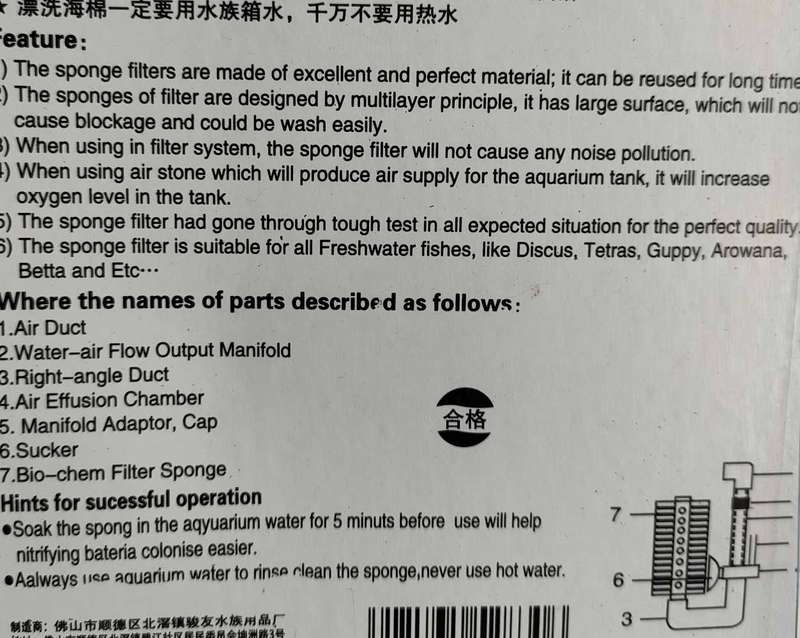 ★ 漂洗海棉一定要用水族箱水，千万不要用热水
Feature:
) The sponge filters are made of excellent and perfect material; it can be reused for long time
2) The sponges of filter are designed by multilayer principle, it has large surface, which will not
cause blockage and could be wash easily.
3) When using in filter system, the sponge filter will not cause any noise pollution.
4) When using air stone which will produce air supply for the aquarium tank, it will increase
oxygen level in the tank.
5) The sponge filter had gone through tough test in all expected situation for the perfect quality.
6) The sponge filter is suitable for all Freshwater fishes, like Discus, Tetras, Guppy, Arowana,
Betta and Etc···
Where the names of parts described as follows:
1.Air Duct
2.Water–air Flow Output Manifold
3.Right–angle Duct
4.Air Effusion Chamber
5. Manifold Adaptor, Cap
6.Sucker
7.Bio–chem Filter Sponge
合格
Hints for sucessful operation
●Soak the spong in the aqyuarium water for 5 minuts before use will help
nitrifying bateria colonise easier.
●Aalways use aquarium water to rinse clean the sponge,never use hot water.
7
6
3
制造商：佛山市顺德区北滘镇骏友水族用品厂